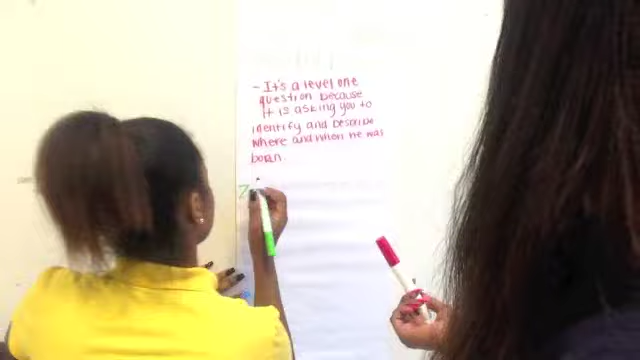 - It's a level one
question because
it is asking you to
identify and describe
where and when he was
born.